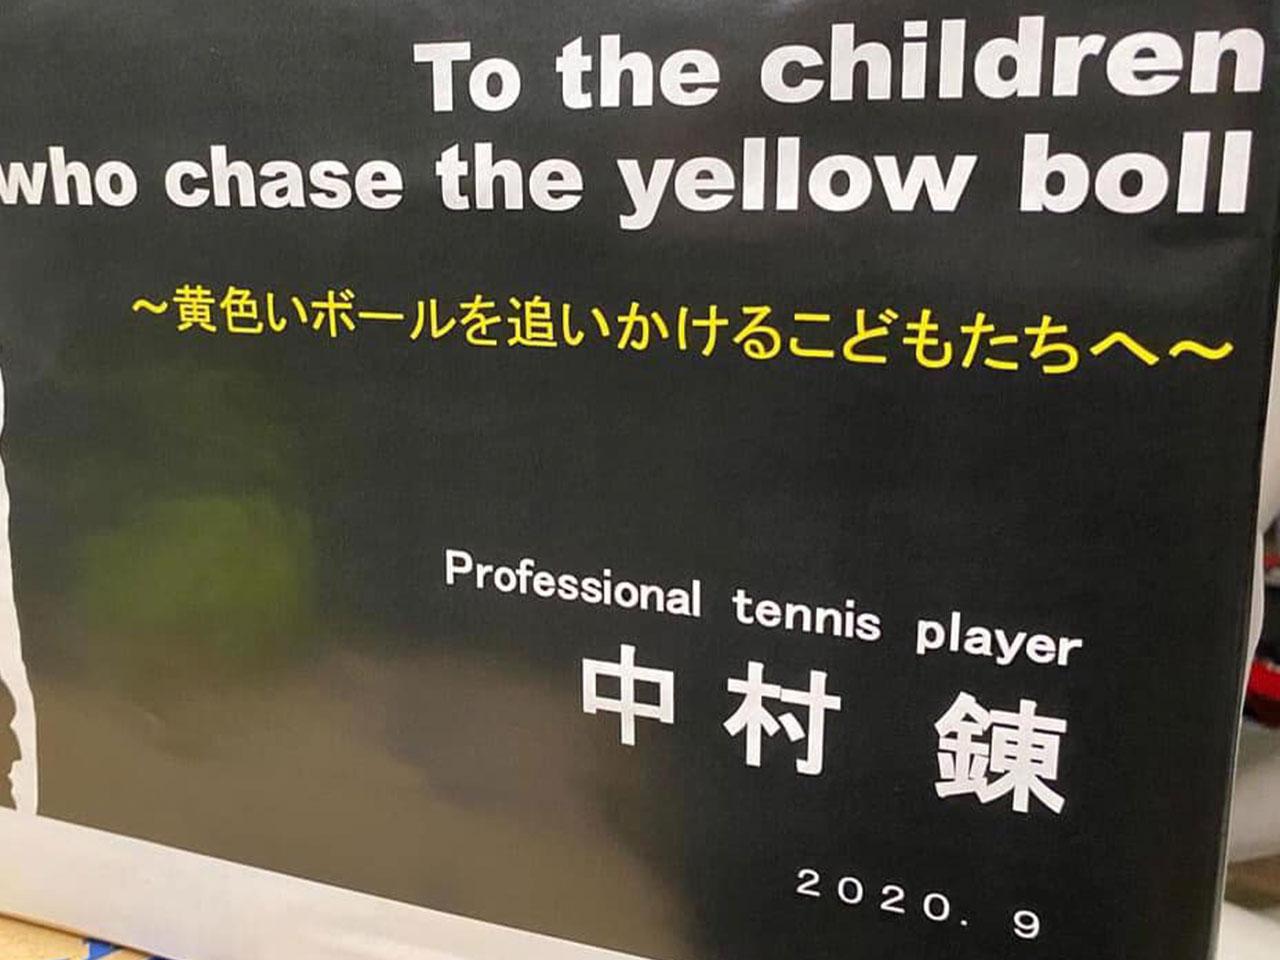 To the children
who chase the yellow boll
～黄色いボールを追いかけるこどもたちへ～
Professional tennis player
中村 錬
2020. 9